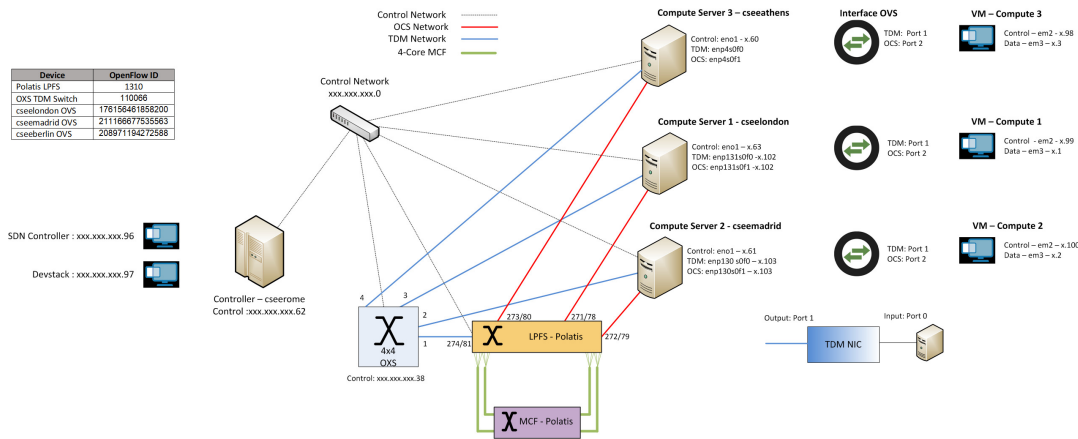 Control Network
OCS Network
TDM Network
4-Core MCF
Compute Server 3 – cseeathens
Interface OVS
VM – Compute 3
Control: eno1 - x.60
TDM: enp4s0f0
OCS: enp4s0f1
TDM: Port 1
OCS: Port 2
Control – em2 - x.98
Data – em3 – x.3
Device OpenFlow ID
Polatis LPFS 1310
OXS TDM Switch 110066
cseelondon OVS 176156461858200
cseemadrid OVS 211166677535563
cseeberlin OVS 208971194272588
Control Network
xxx.xxx.xxx.0
Compute Server 1 - cseelondon
VM – Compute 1
Control: eno1 – x.63
TDM: enp131s0f0 -x.102
OCS: enp131s0f1 -x.102
TDM: Port 1
OCS: Port 2
Control - em2 - x.99
Data – em3 – x.1
SDN Controller : xxx.xxx.xxx.96
Devstack : xxx.xxx.xxx.97
Controller – cseerome
Control :xxx.xxx.xxx.62
Compute Server 2 - cseemadrid
VM – Compute 2
Control: eno1 – x.61
TDM: enp130 s0f0 – x.103
OCS: enp130s0f1 – x.103
TDM: Port 1
OCS: Port 2
Control – em2 – x.100
Data – em3 – x.2
4
3
2
1
4x4
OXS
Control: xxx.xxx.xxx.38
273/80
271/78
274/81
272/79
LPFS - Polatis
MCF - Polatis
Output: Port 1
Input: Port 0
TDM NIC